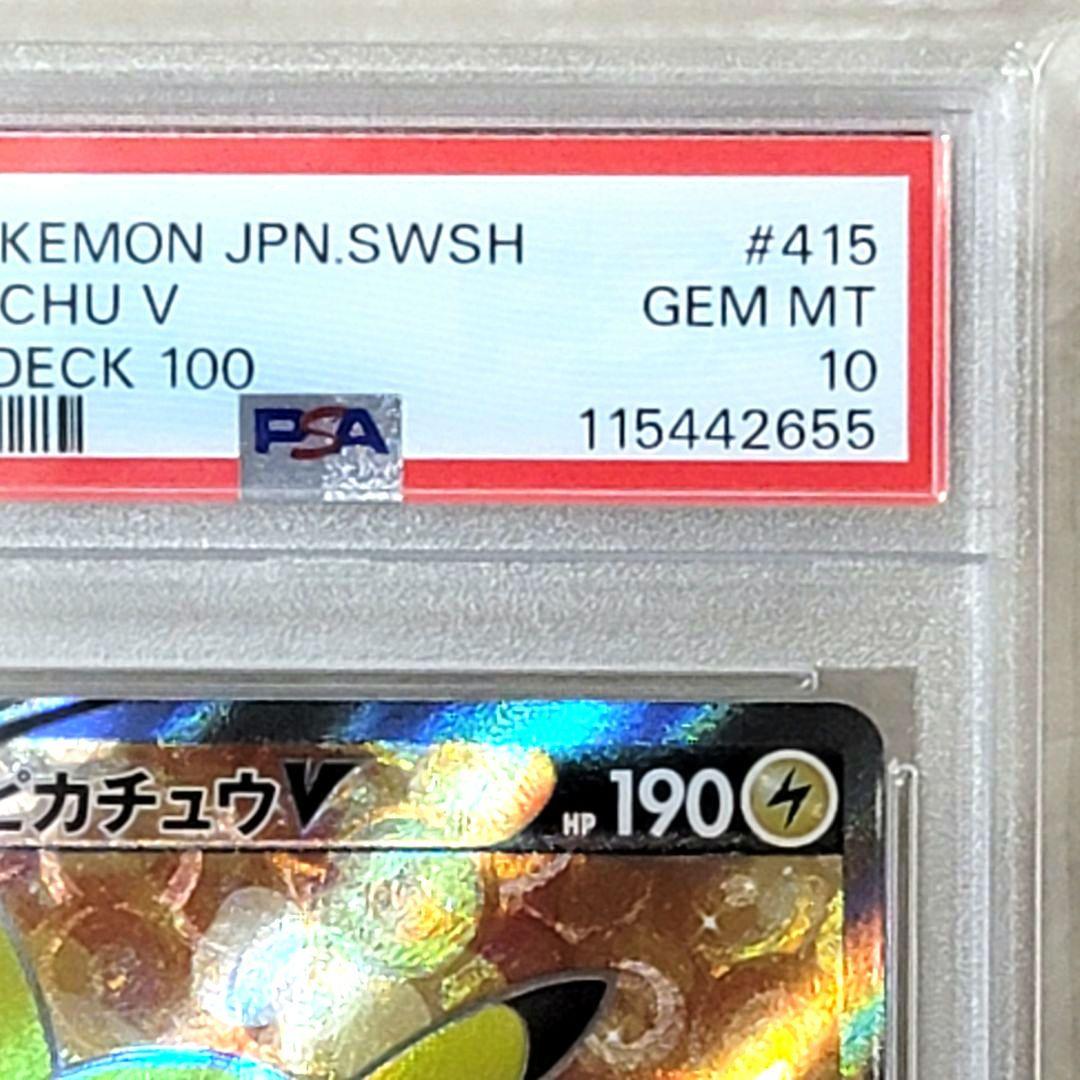 KEMON JPN.SWSH #415
CHU V GEM MT
DECK 100 10
PSA 115442655
ピカチュウV HP 190